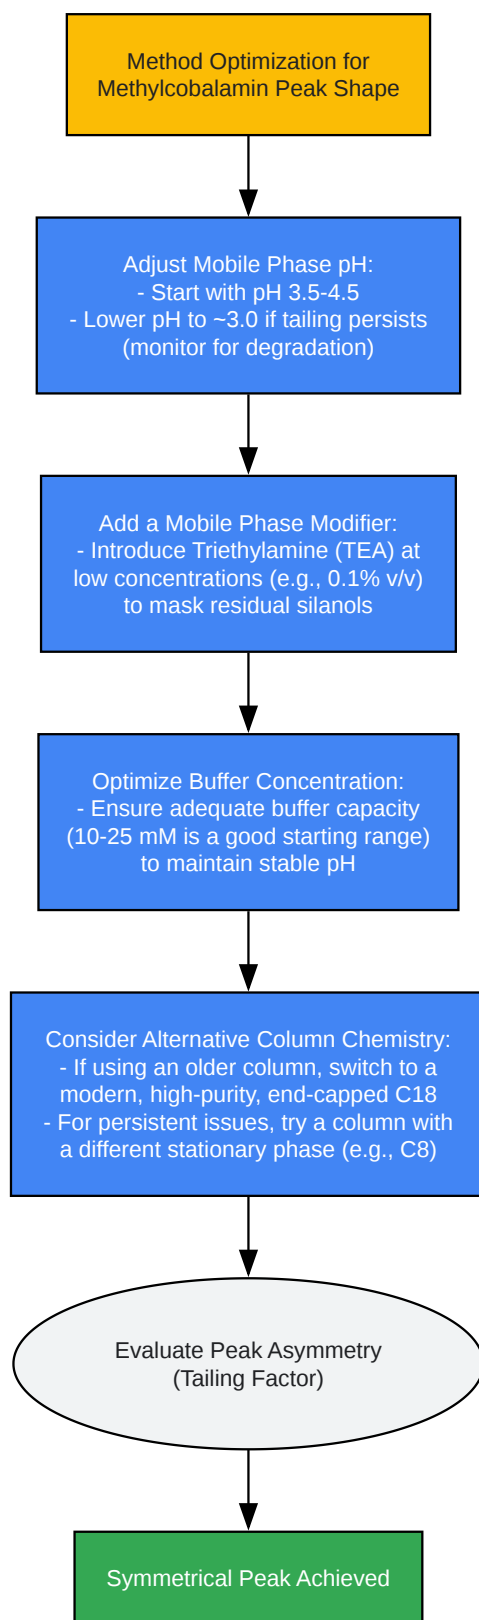 Method Optimization for
Methylcobalamin Peak Shape
Adjust Mobile Phase pH:
- Start with pH 3.5-4.5
- Lower pH to ~3.0 if tailing persists
(monitor for degradation)
Add a Mobile Phase Modifier:
- Introduce Triethylamine (TEA) at
low concentrations (e.g., 0.1% v/v)
to mask residual silanols
Optimize Buffer Concentration:
- Ensure adequate buffer capacity
(10-25 mM is a good starting range)
to maintain stable pH
Consider Alternative Column Chemistry:
- If using an older column, switch to a
modern, high-purity, end-capped C18
- For persistent issues, try a column with
a different stationary phase (e.g., C8)
Evaluate Peak Asymmetry
(Tailing Factor)
Symmetrical Peak Achieved